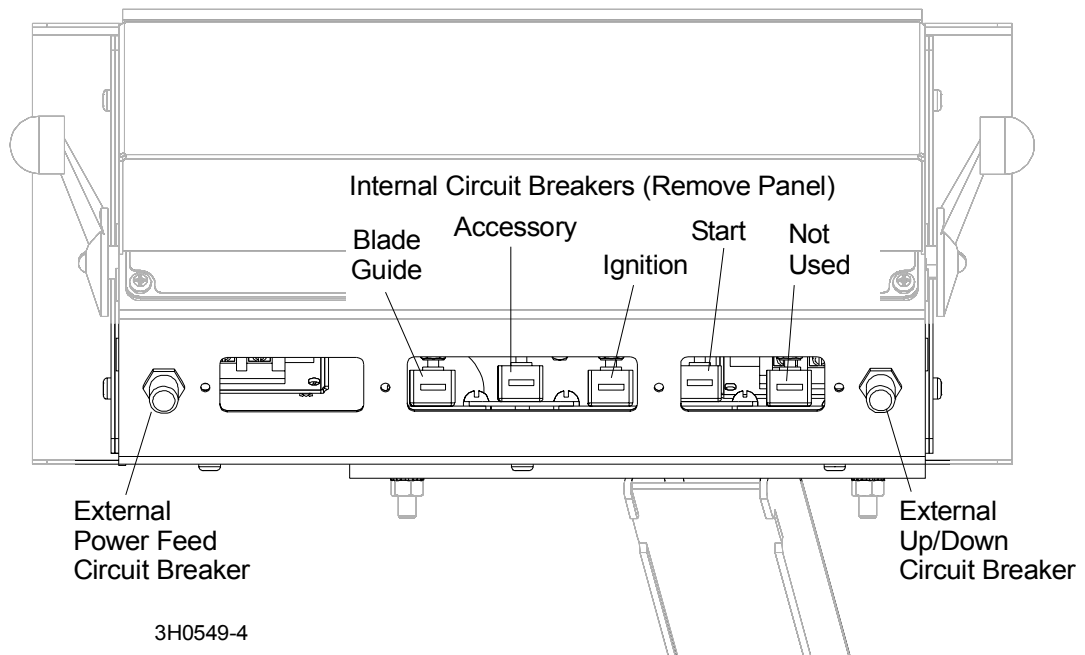 Internal Circuit Breakers (Remove Panel)
Blade
Guide
Accessory
Ignition
Start
Not
Used
External
Power Feed
Circuit Breaker
External
Up/Down
Circuit Breaker
3H0549-4